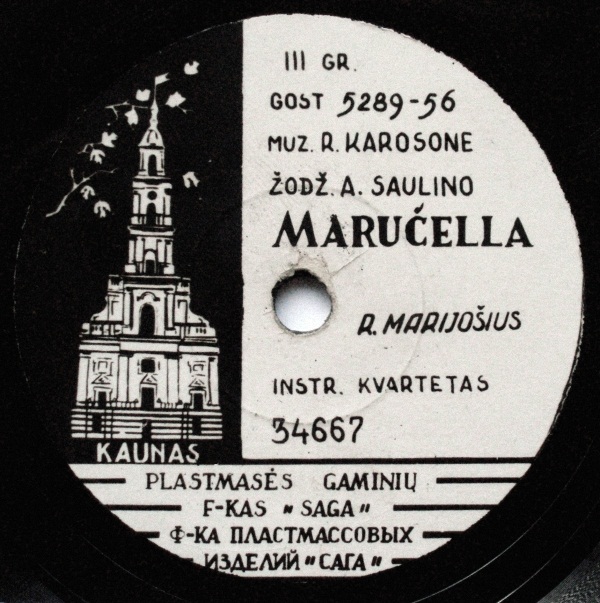 III GR.
GOST 5289-56
MUZ. R. KAROSONE
ŽODŽ. A. SAULINO
MARUČELLA
R. MARIJOŠIUS
INSTR. KVARTETAS
34667
KAUNAS
PLASTMASĖS GAMINIŲ
F-KAS „SAGA"
Ф-КА ПЛАСТМАССОВЫХ
ИЗДЕЛИЙ „САГА"